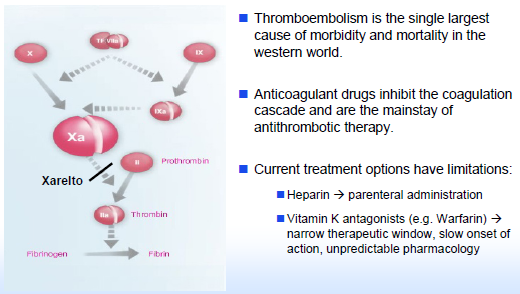 TF VIIa
X
IX
IXa
Xa
II
Prothrombin
Xarelto
IIa
Thrombin
Fibrinogen
Fibrin
Thromboembolism is the single largest
cause of morbidity and mortality in the
western world.
Anticoagulant drugs inhibit the coagulation
cascade and are the mainstay of
antithrombotic therapy.
Current treatment options have limitations:
Heparin → parenteral administration
Vitamin K antagonists (e.g. Warfarin) →
narrow therapeutic window, slow onset of
action, unpredictable pharmacology